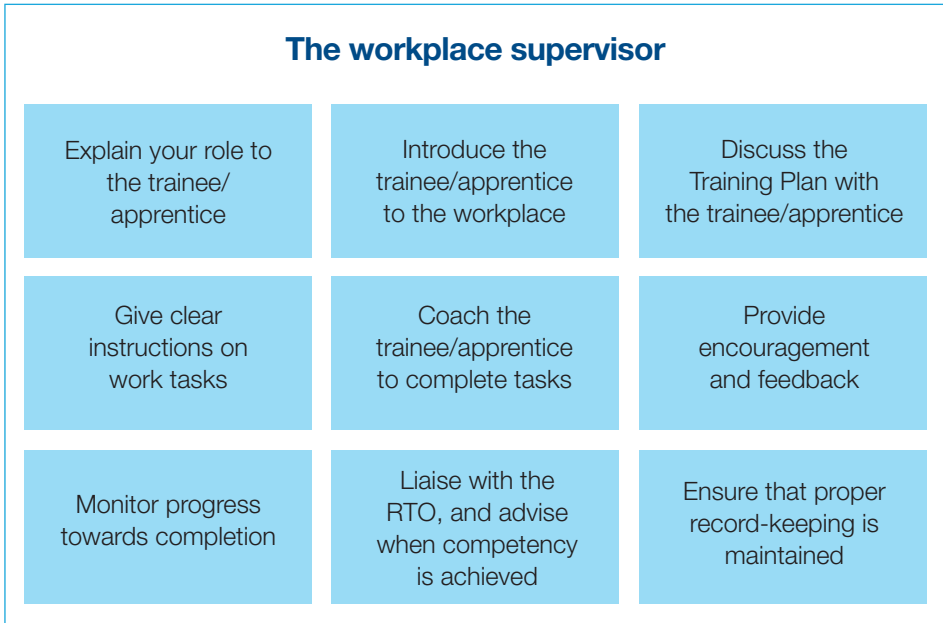 The workplace supervisor
Explain your role to
the trainee/
apprentice
Introduce the
trainee/apprentice
to the workplace
Discuss the
Training Plan with
the trainee/apprentice
Give clear
instructions on
work tasks
Coach the
trainee/apprentice
to complete tasks
Provide
encouragement
and feedback
Monitor progress
towards completion
Liaise with the
RTO, and advise
when competency
is achieved
Ensure that proper
record-keeping is
maintained